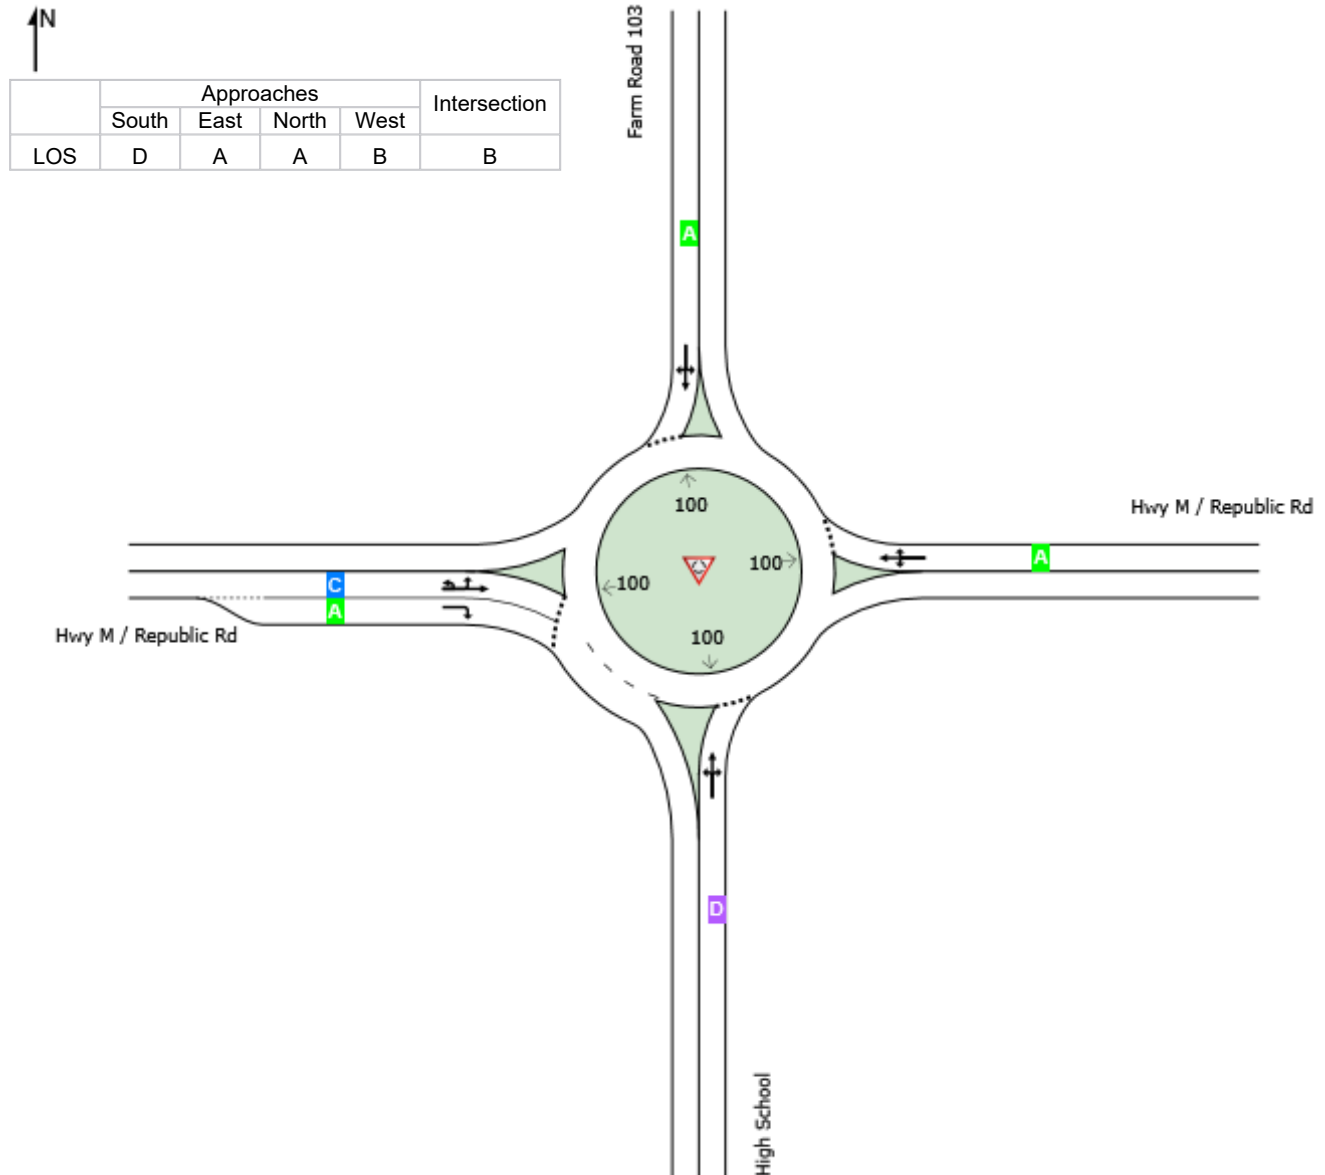 N
Approaches
Intersection
South East North West
LOS D A A B B
Farm Road 103
A
100
Hwy M / Republic Rd
100
A
C
100
A
Hwy M / Republic Rd
100
D
High School